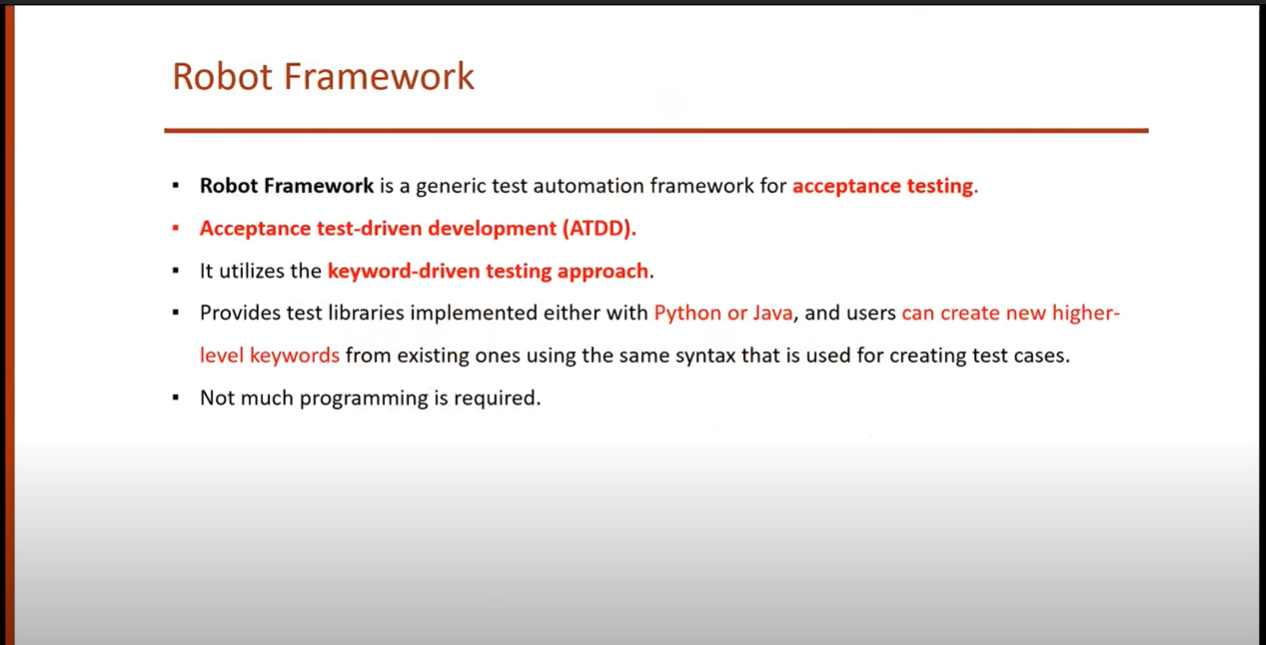 Robot Framework
▪ Robot Framework is a generic test automation framework for acceptance testing.
▪ Acceptance test-driven development (ATDD).
▪ It utilizes the keyword-driven testing approach.
▪ Provides test libraries implemented either with Python or Java, and users can create new higher-
level keywords from existing ones using the same syntax that is used for creating test cases.
▪ Not much programming is required.